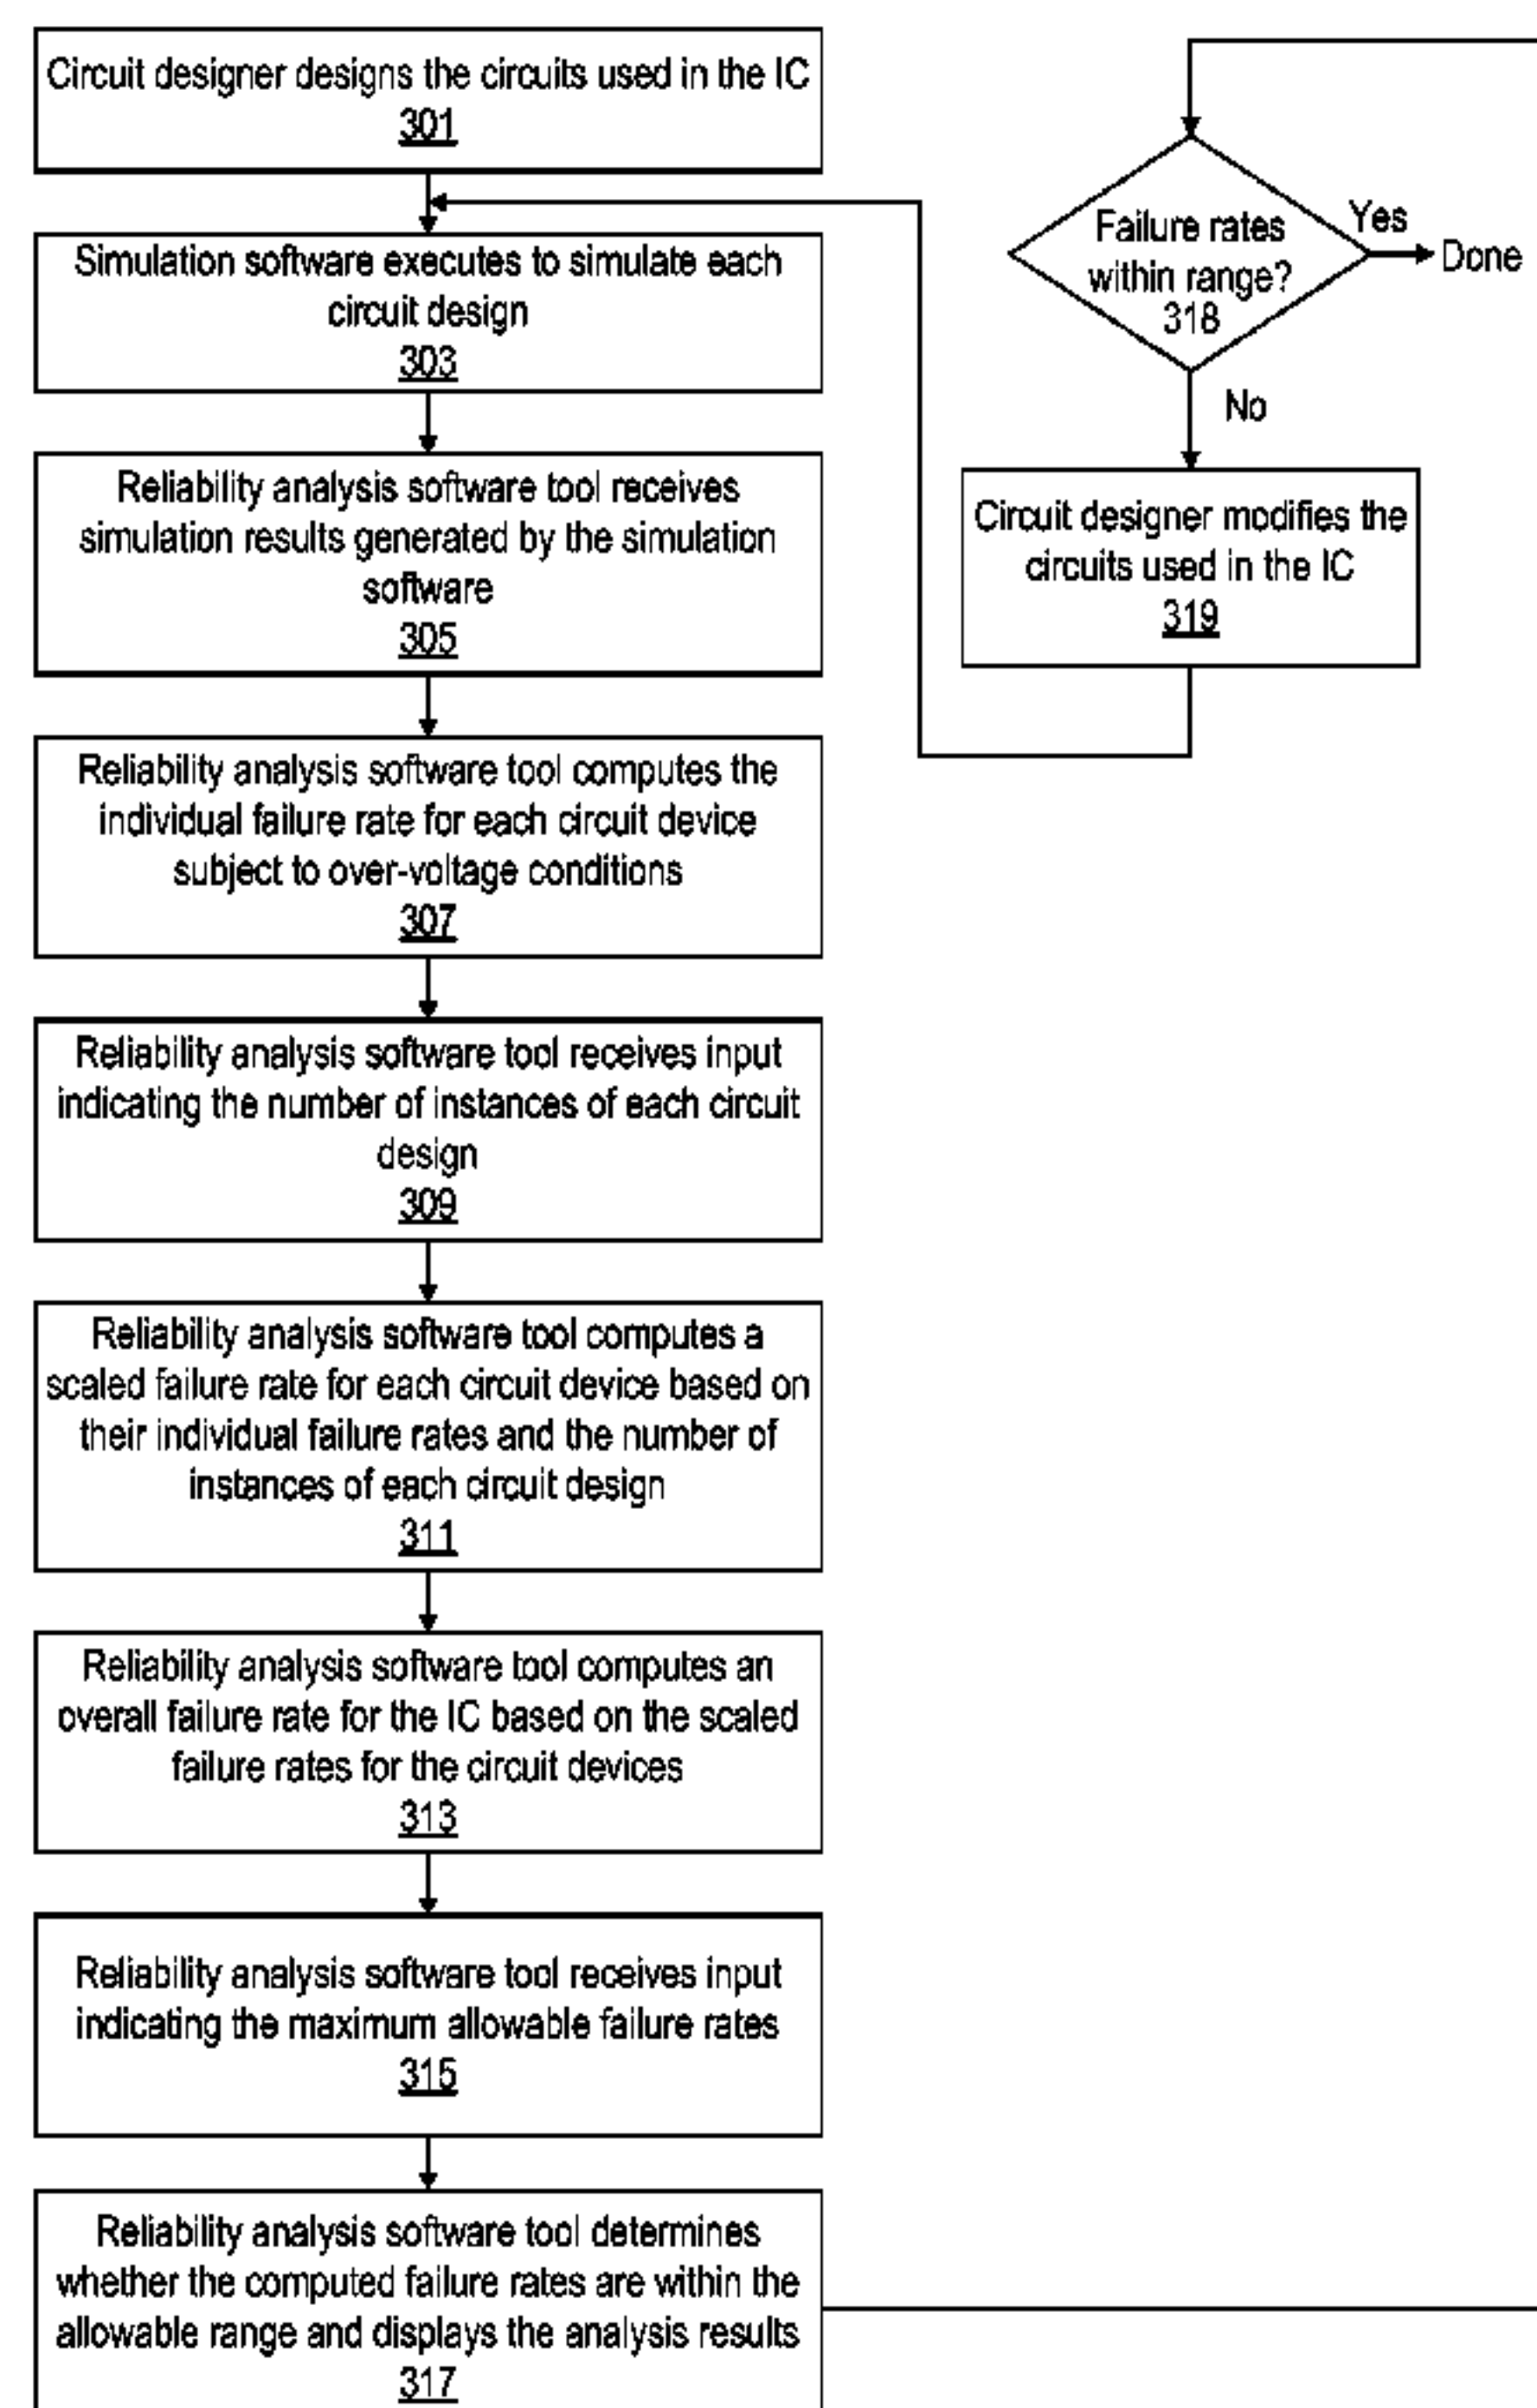 Circuit designer designs the circuits used in the IC
301
Simulation software executes to simulate each
circuit design
303
Reliability analysis software tool receives
simulation results generated by the simulation
software
305
Reliability analysis software tool computes the
individual failure rate for each circuit device
subject to over-voltage conditions
307
Reliability analysis software tool receives input
indicating the number of instances of each circuit
design
309
Reliability analysis software tool computes a
scaled failure rate for each circuit device based on
their individual failure rates and the number of
instances of each circuit design
311
Reliability analysis software tool computes an
overall failure rate for the IC based on the scaled
failure rates for the circuit devices
313
Reliability analysis software tool receives input
indicating the maximum allowable failure rates
315
Reliability analysis software tool determines
whether the computed failure rates are within the
allowable range and displays the analysis results
317
Failure rates
within range?
318
Yes
Done
No
Circuit designer modifies the
circuits used in the IC
319